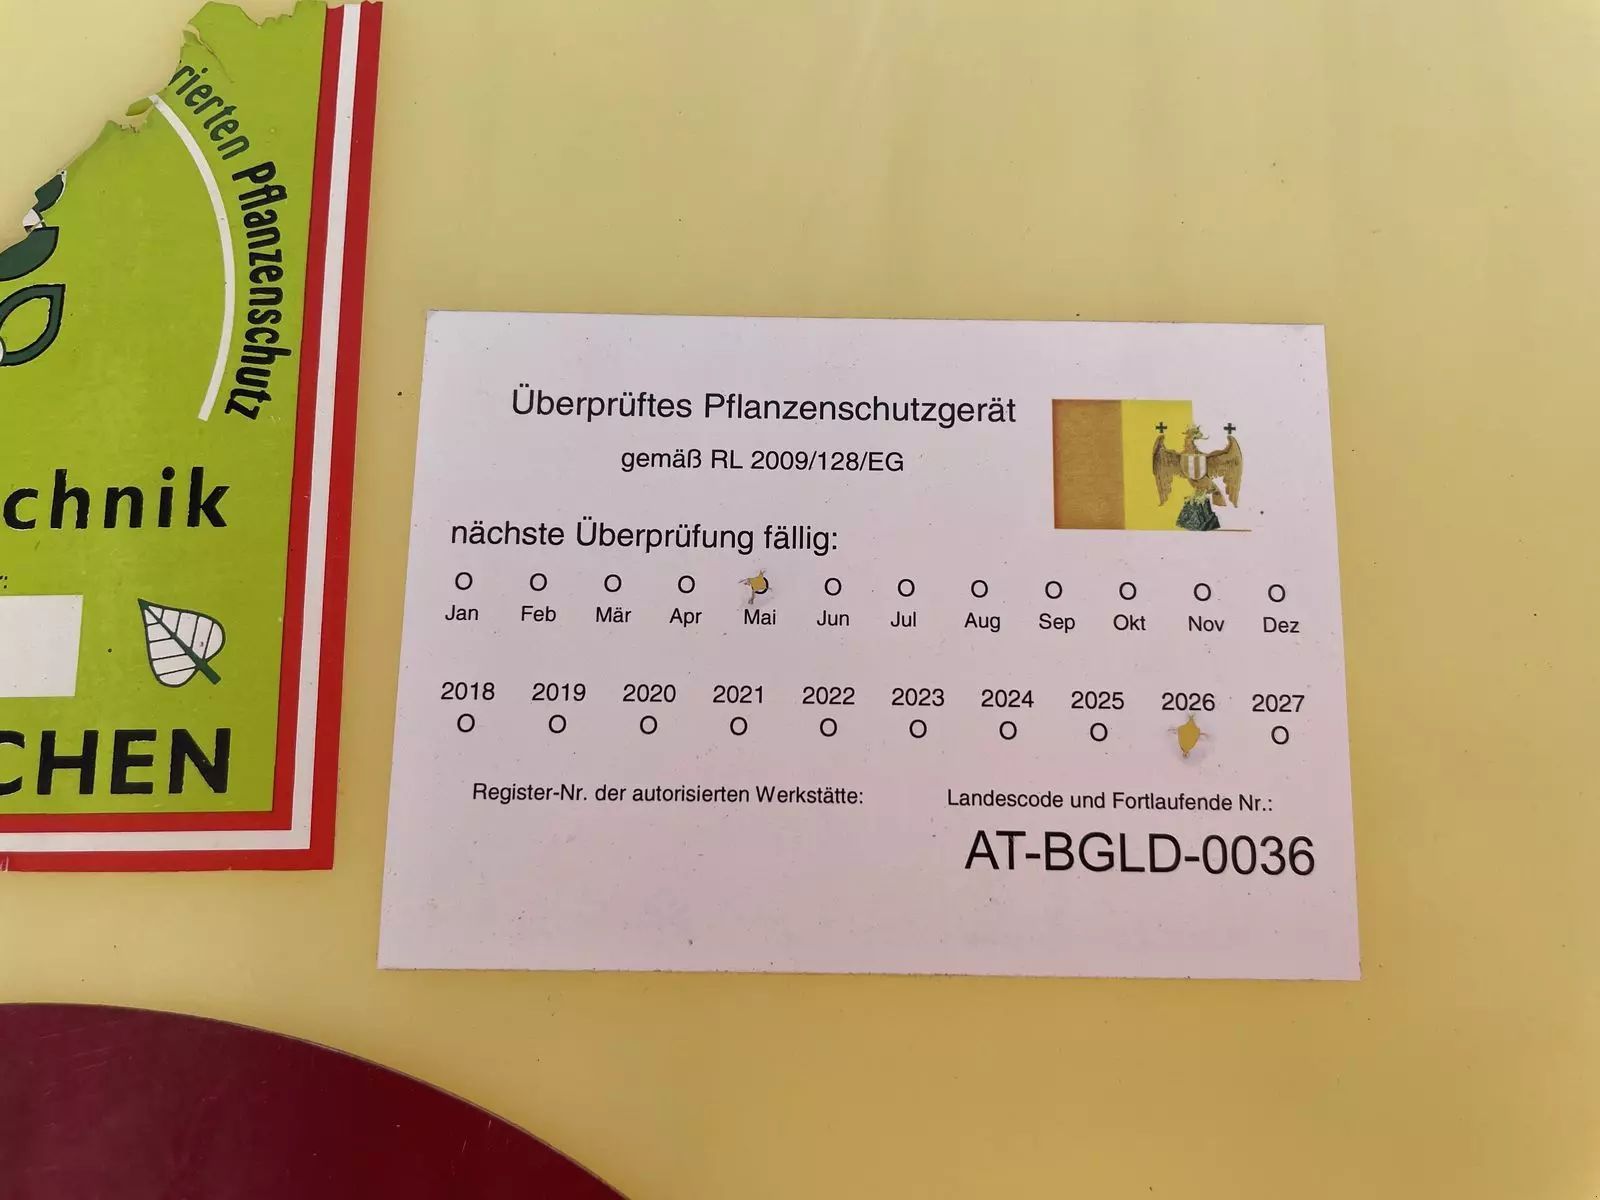 rierten Pflanzenschutz
chnik
CHEN
Überprüftes Pflanzenschutzgerät
gemäß RL 2009/128/EG
nächste Überprüfung fällig:
O O O O O O O O O O O
Jan Feb Mär Apr Mai Jun Jul Aug Sep Okt Nov Dez
2018 2019 2020 2021 2022 2023 2024 2025 2026 2027
O O O O O O O O O
Register-Nr. der autorisierten Werkstätte:
Landescode und Fortlaufende Nr.:
AT-BGLD-0036